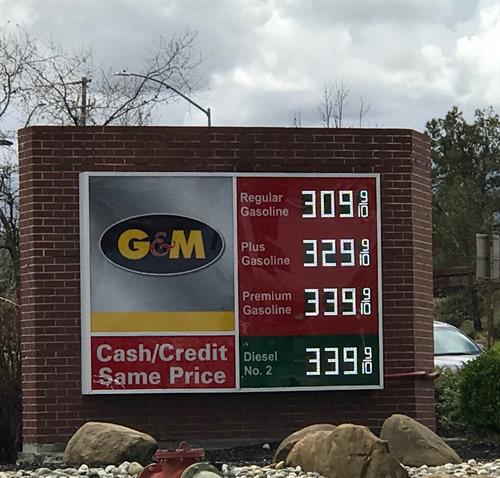 G&M
Regular
Gasoline 309 9/10
Plus
Gasoline 329 9/10
Premium
Gasoline 339 9/10
Diesel
No. 2 339 9/10
Cash/Credit
Same Price